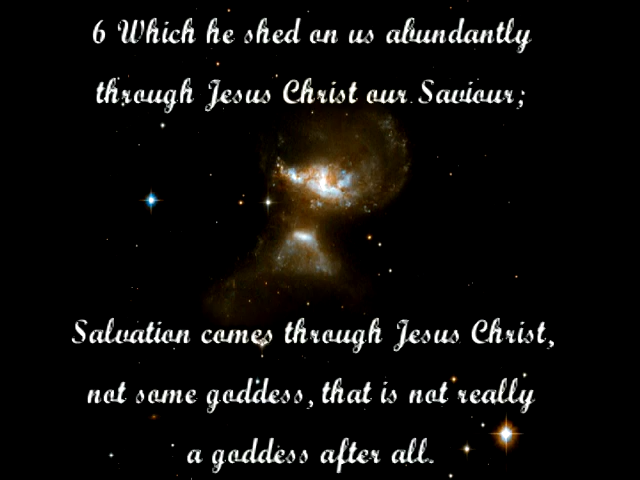 6 Which he shed on us abundantly
through Jesus Christ our Saviour;
Salvation comes through Jesus Christ,
not some goddess, that is not really
a goddess after all.